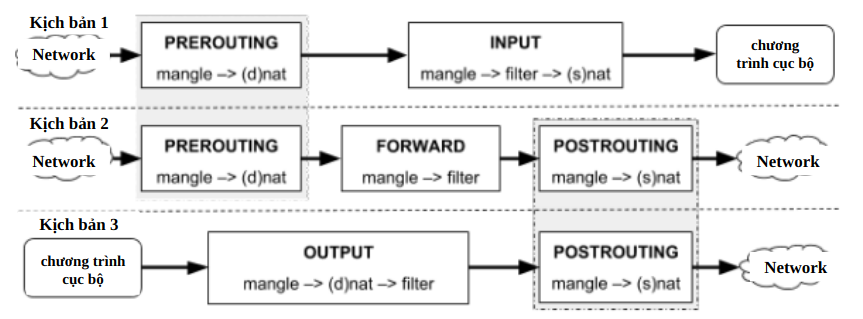 Kịch bản 1
Network
PREROUTING
mangle –> (d)nat
INPUT
mangle –> filter –> (s)nat
chương
trình cục bộ
Kịch bản 2
Network
PREROUTING
mangle –> (d)nat
FORWARD
mangle –> filter
POSTROUTING
mangle –> (s)nat
Network
Kịch bản 3
chương trình
cục bộ
OUTPUT
mangle –> (d)nat –> filter
POSTROUTING
mangle –> (s)nat
Network